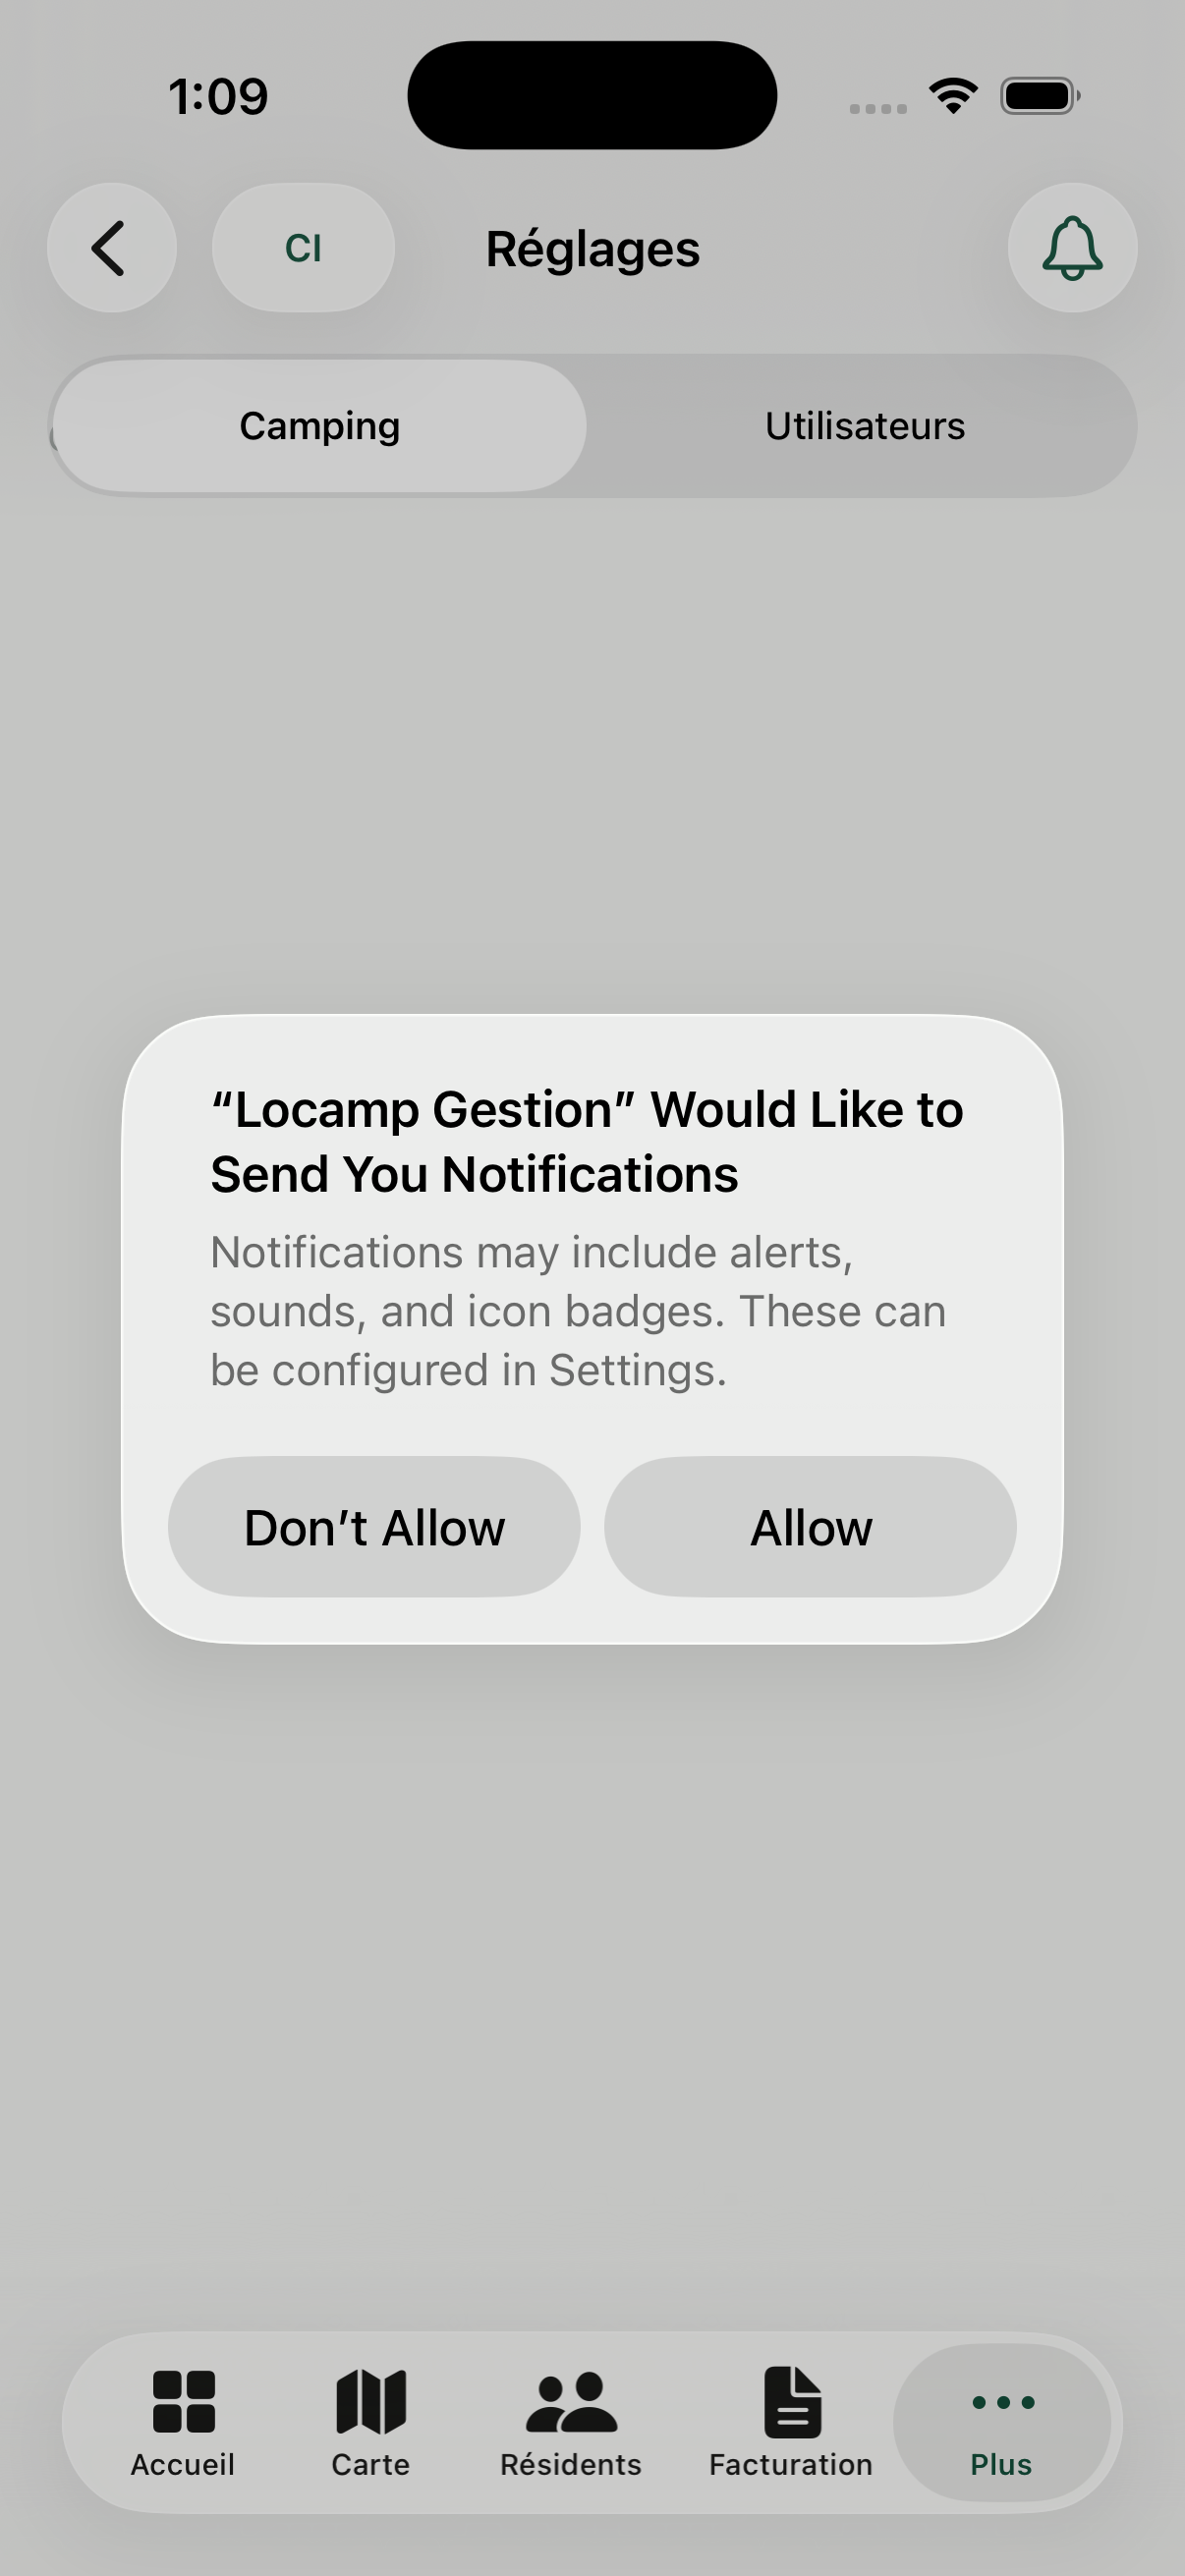 1:09
CI
Réglages
Camping
Utilisateurs
“Locamp Gestion” Would Like to
Send You Notifications
Notifications may include alerts,
sounds, and icon badges. These can
be configured in Settings.
Don’t Allow
Allow
Accueil
Carte
Résidents
Facturation
Plus